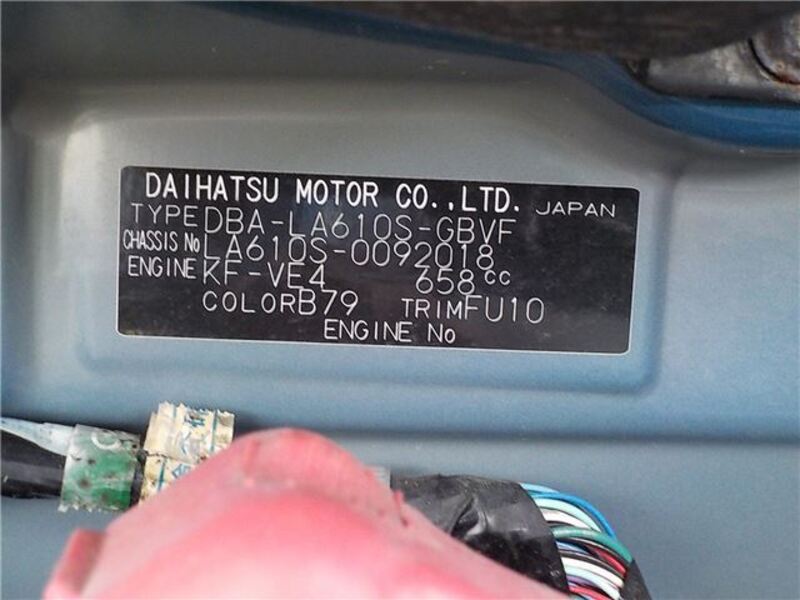 DAIHATSU MOTOR CO.,LTD. JAPAN
TYPE DBA-LA610S-GBVF
CHASSIS No LA610S-0092018
ENGINE KF-VE4 658cc
COLOR B79 TRIM FU10
ENGINE No